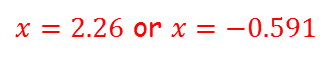 x = 2.26 or x = −0.591